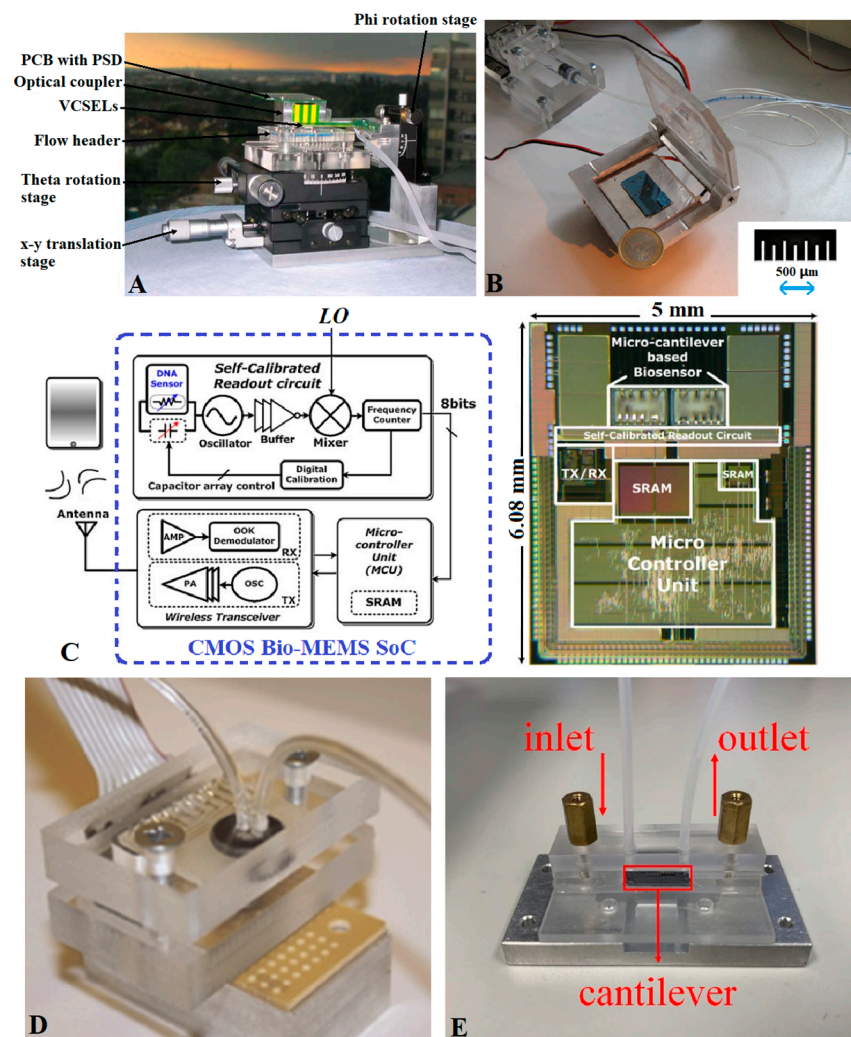 Phi rotation stage
PCB with PSD
Optical coupler
VCSELs
Flow header
Theta rotation
stage
x-y translation
stage
A
B
500 µm
LO
5 mm
6.08 mm
DNA
Sensor
Self-Calibrated
Readout circuit
Oscillator
Buffer
Mixer
Frequency
Counter
8bits
Capacitor array control
Digital
Calibration
Antenna
AMP
OOK
Demodulator
RX
PA
OSC
TX
Wireless Transceiver
Micro-
controller
Unit
(MCU)
SRAM
C
CMOS Bio-MEMS SoC
Micro-cantilever
based
Biosensor
Self-Calibrated Readout Circuit
TX/RX
SRAM
SRAM
Micro
Controller
Unit
D
inlet
outlet
cantilever
E